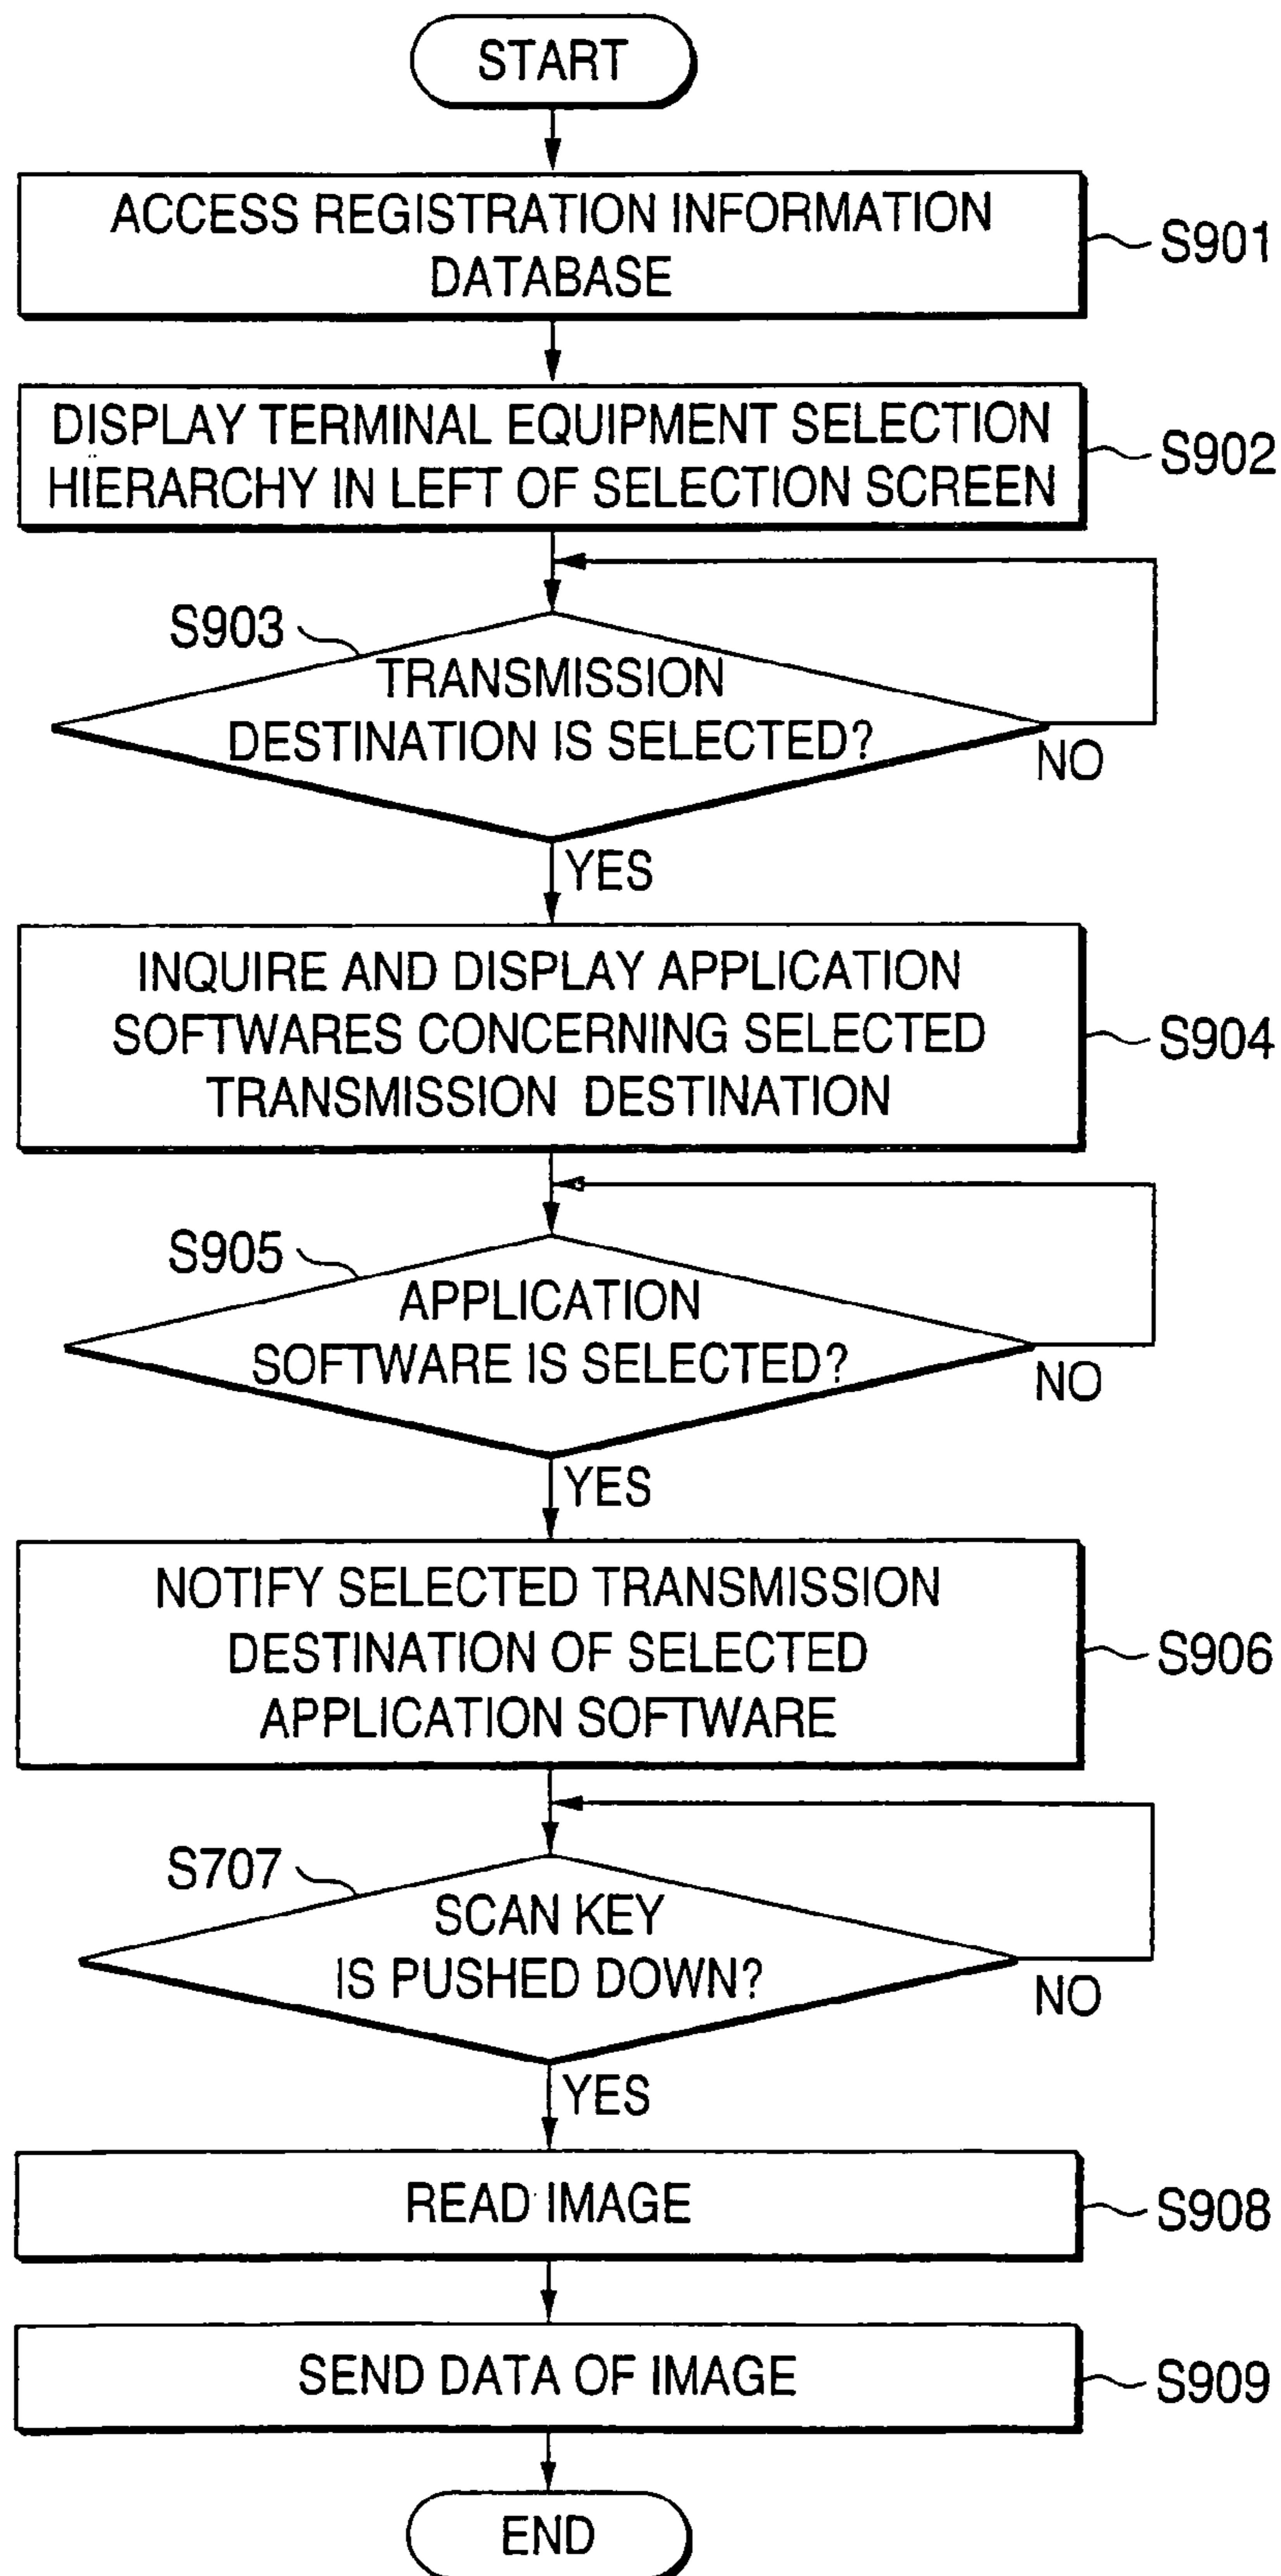 START
ACCESS REGISTRATION INFORMATION
DATABASE
S901
DISPLAY TERMINAL EQUIPMENT SELECTION
HIERARCHY IN LEFT OF SELECTION SCREEN
S902
S903
TRANSMISSION
DESTINATION IS SELECTED?
NO
YES
INQUIRE AND DISPLAY APPLICATION
SOFTWARES CONCERNING SELECTED
TRANSMISSION DESTINATION
S904
S905
APPLICATION
SOFTWARE IS SELECTED?
NO
YES
NOTIFY SELECTED TRANSMISSION
DESTINATION OF SELECTED
APPLICATION SOFTWARE
S906
S707
SCAN KEY
IS PUSHED DOWN?
NO
YES
READ IMAGE
S908
SEND DATA OF IMAGE
S909
END